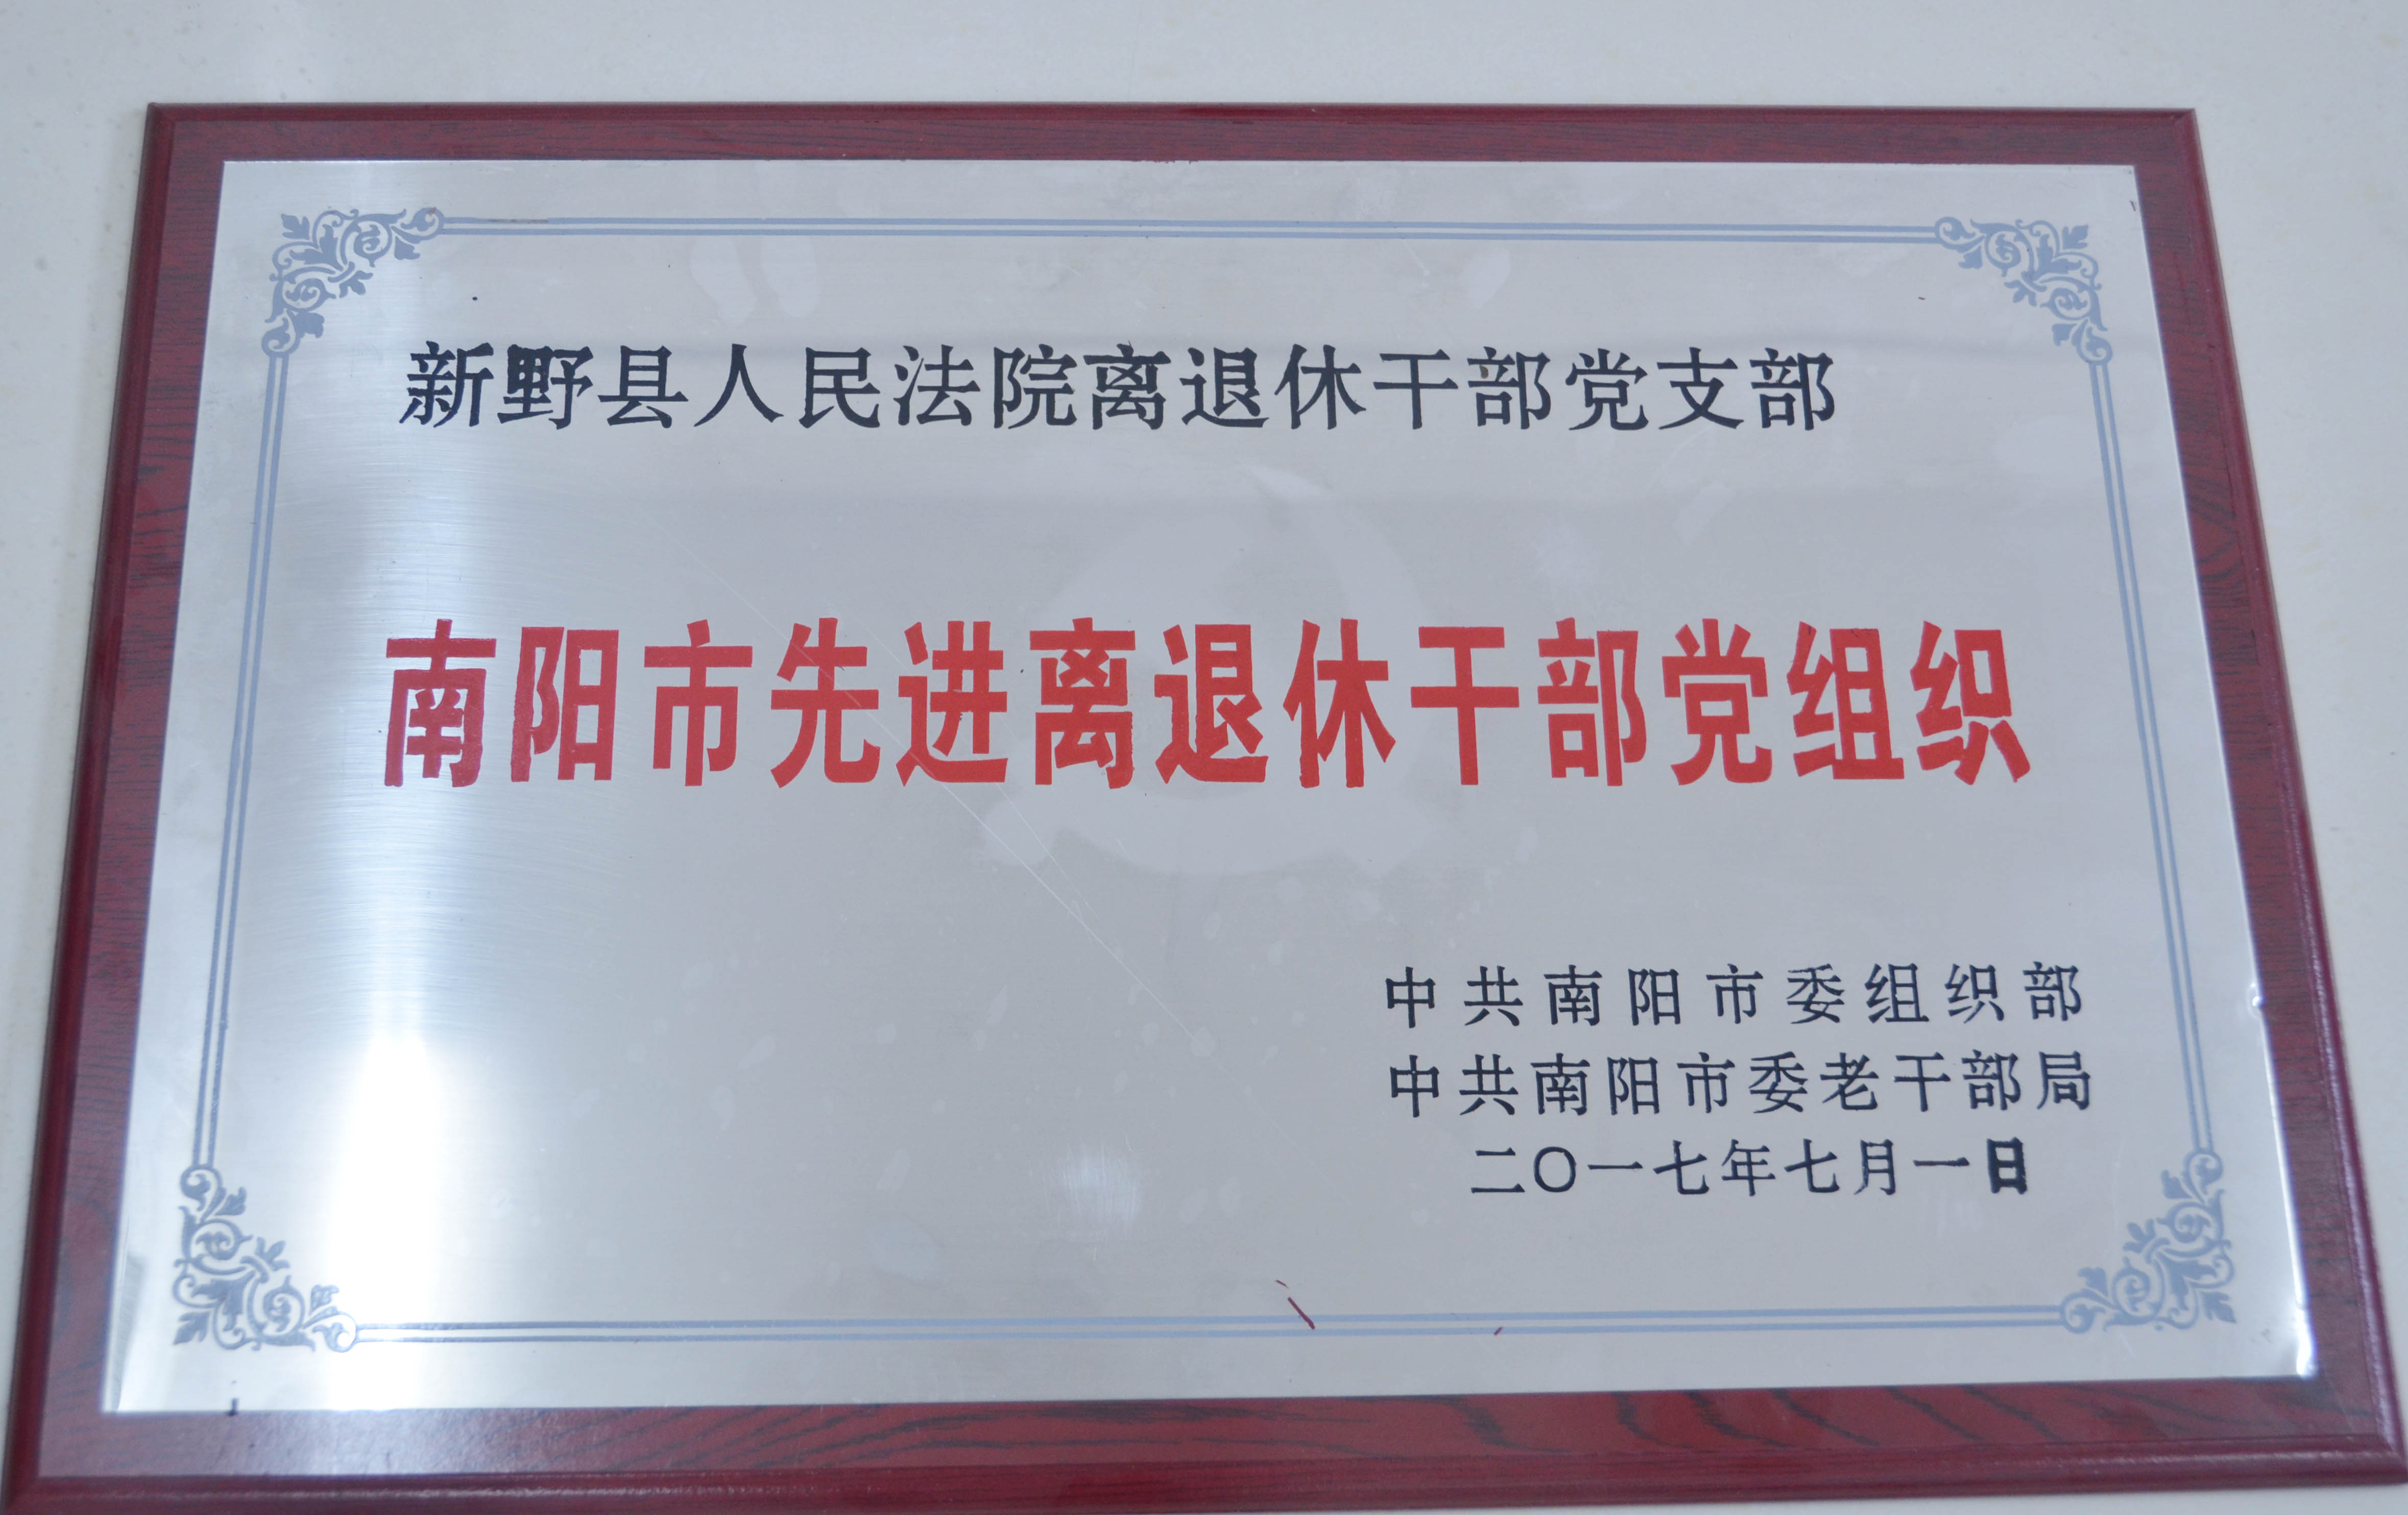 新野县人民法院离退休干部党支部
南阳市先进离退休干部党组织
中共南阳市委组织部
中共南阳市委老干部局
二〇一七年七月一日